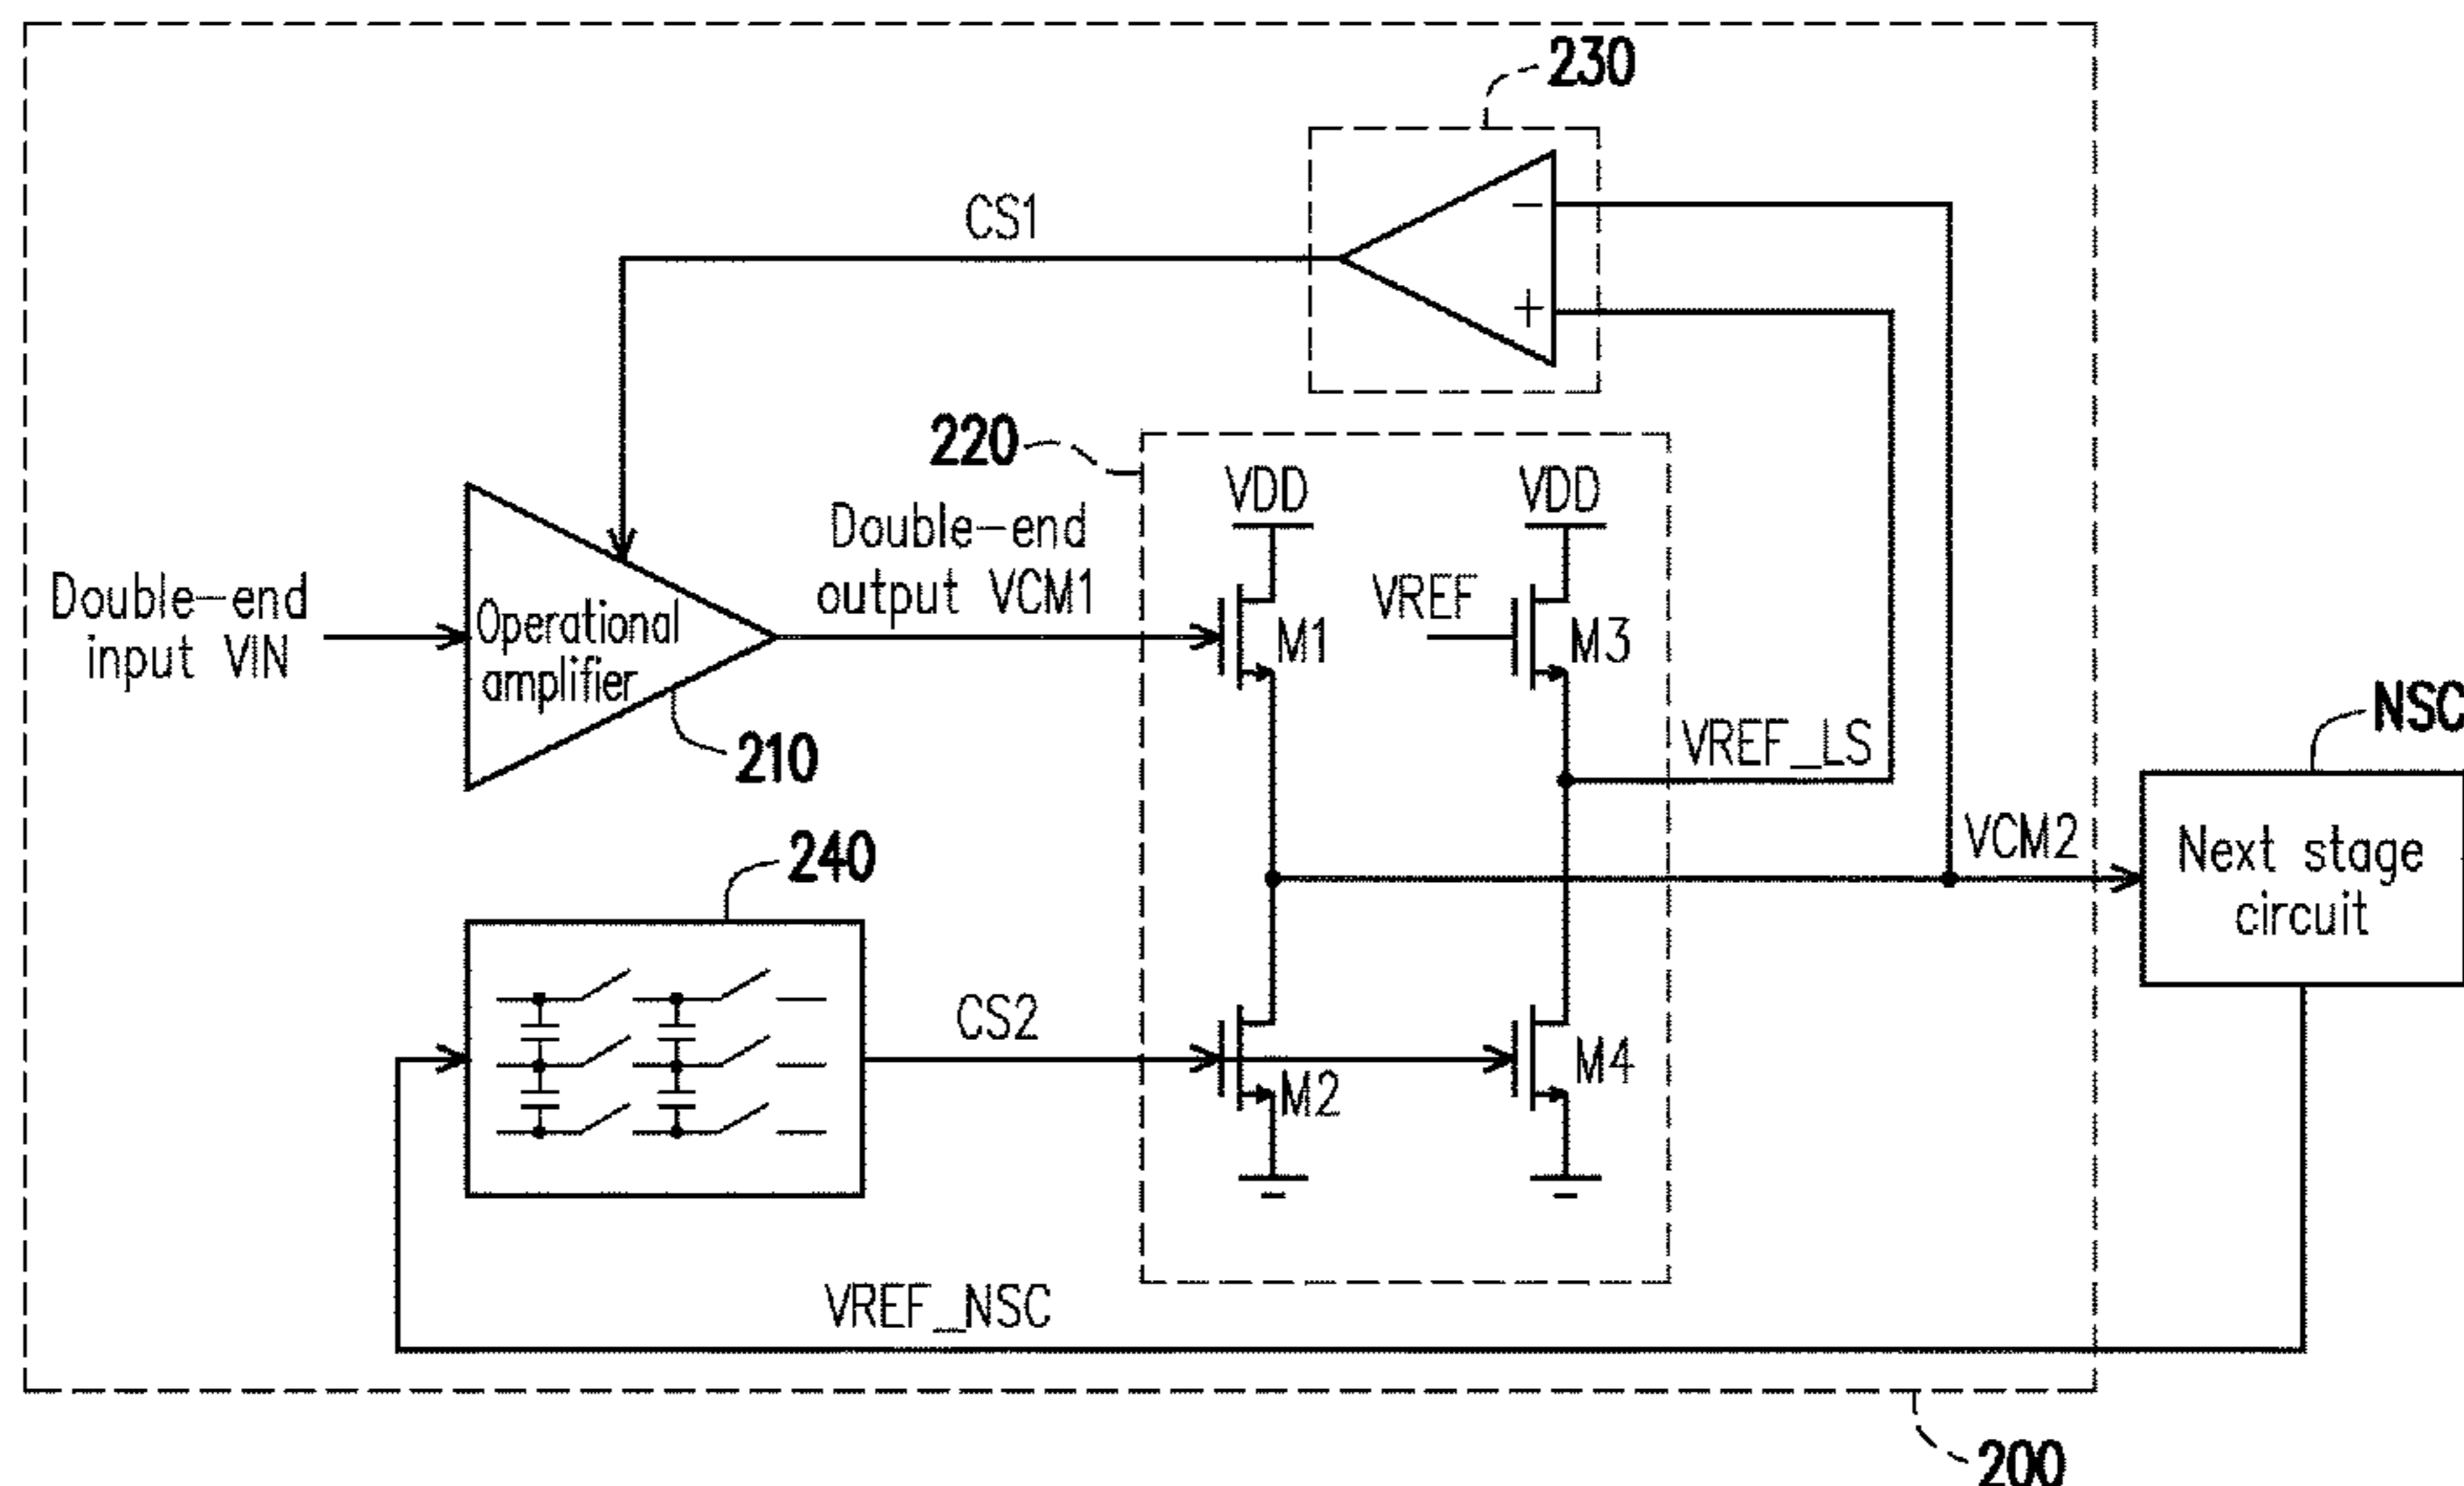 230
CS1
−
+
220
VDD
VDD
Double-end
output VCM1
VREF
Double-end
input VIN
Operational
amplifier
M1
M3
210
VREF_LS
NSC
VCM2
Next stage
circuit
240
CS2
M2
M4
VREF_NSC
200